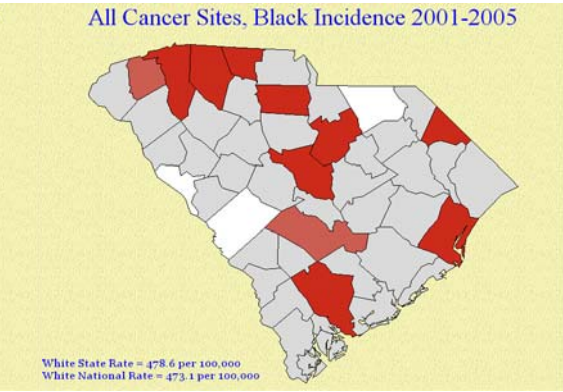 All Cancer Sites, Black Incidence 2001-2005
White State Rate = 478.6 per 100,000
White National Rate = 473.1 per 100,000